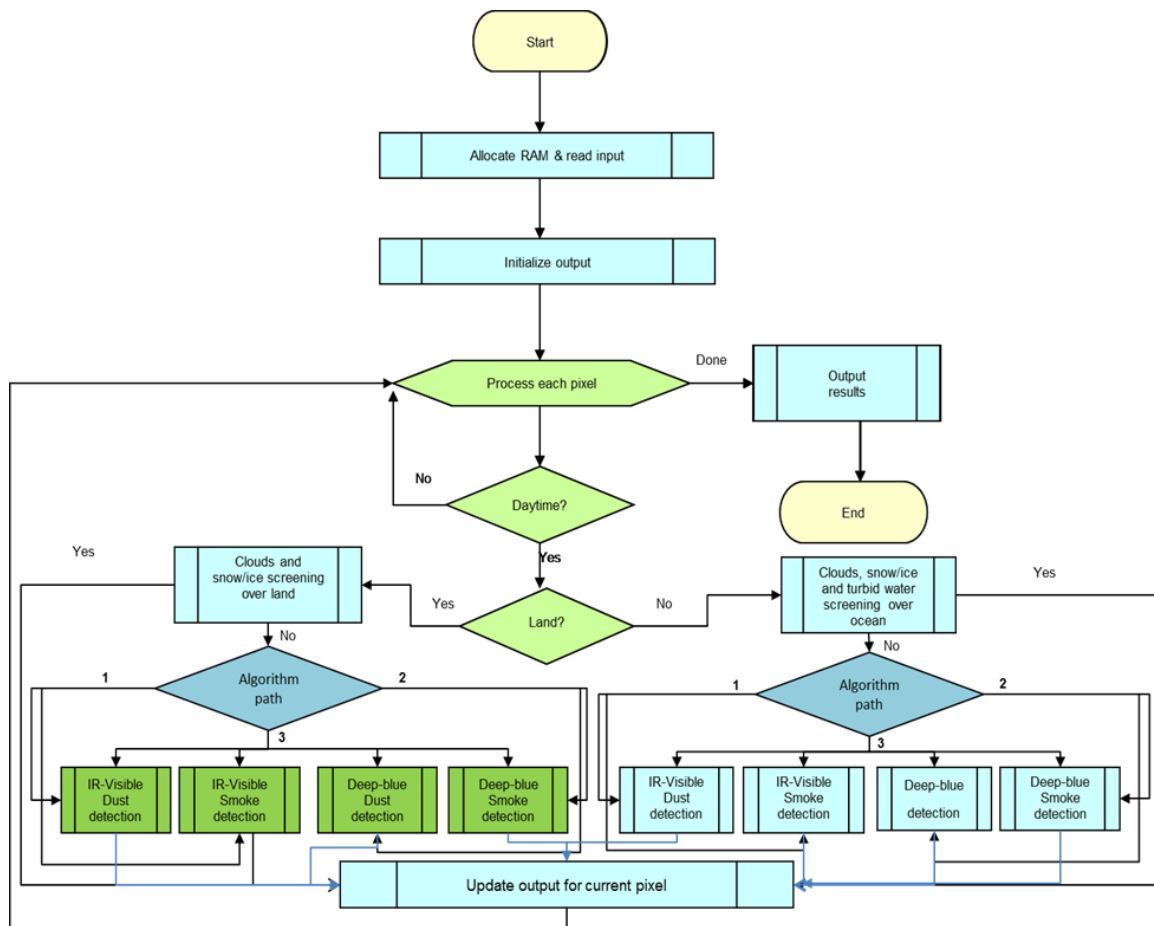 Start
Allocate RAM & read input
Initialize output
Process each pixel
Done
Output
results
No
Daytime?
End
Yes
Yes
Clouds and
snow/ice screening
over land
Yes
Land?
No
Clouds, snow/ice
and turbid water
screening over
ocean
Yes
No
No
1
Algorithm
path
2
3
1
Algorithm
path
2
3
IR-Visible
Dust
detection
IR-Visible
Smoke
detection
Deep-blue
Dust
detection
Deep-blue
Smoke
detection
IR-Visible
Dust
detection
IR-Visible
Smoke
detection
Deep-blue
detection
Deep-blue
Smoke
detection
Update output for current pixel